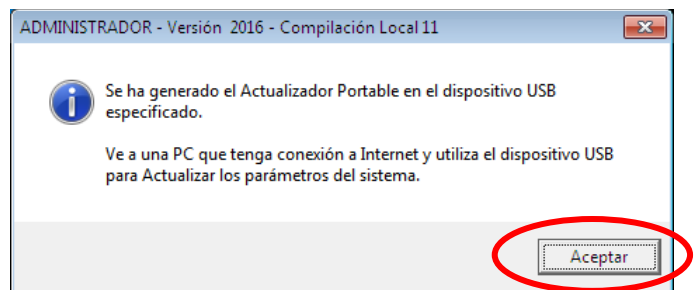 ADMINISTRADOR - Versión  2016 - Compilación Local 11
Se ha generado el Actualizador Portable en el dispositivo USB
especificado.
Ve a una PC que tenga conexión a Internet y utiliza el dispositivo USB
para Actualizar los parámetros del sistema.
Aceptar